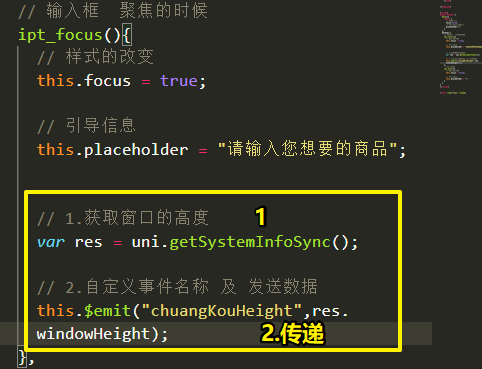 // 输入框  聚焦的时候
ipt_focus(){
// 样式的改变
this.focus = true;
// 引导信息
this.placeholder = "请输入您想要的商品";
// 1.获取窗口的高度
1
var res = uni.getSystemInfoSync();
// 2.自定义事件名称 及 发送数据
this.$emit("chuangKouHeight",res.
windowHeight);
2.传递
},